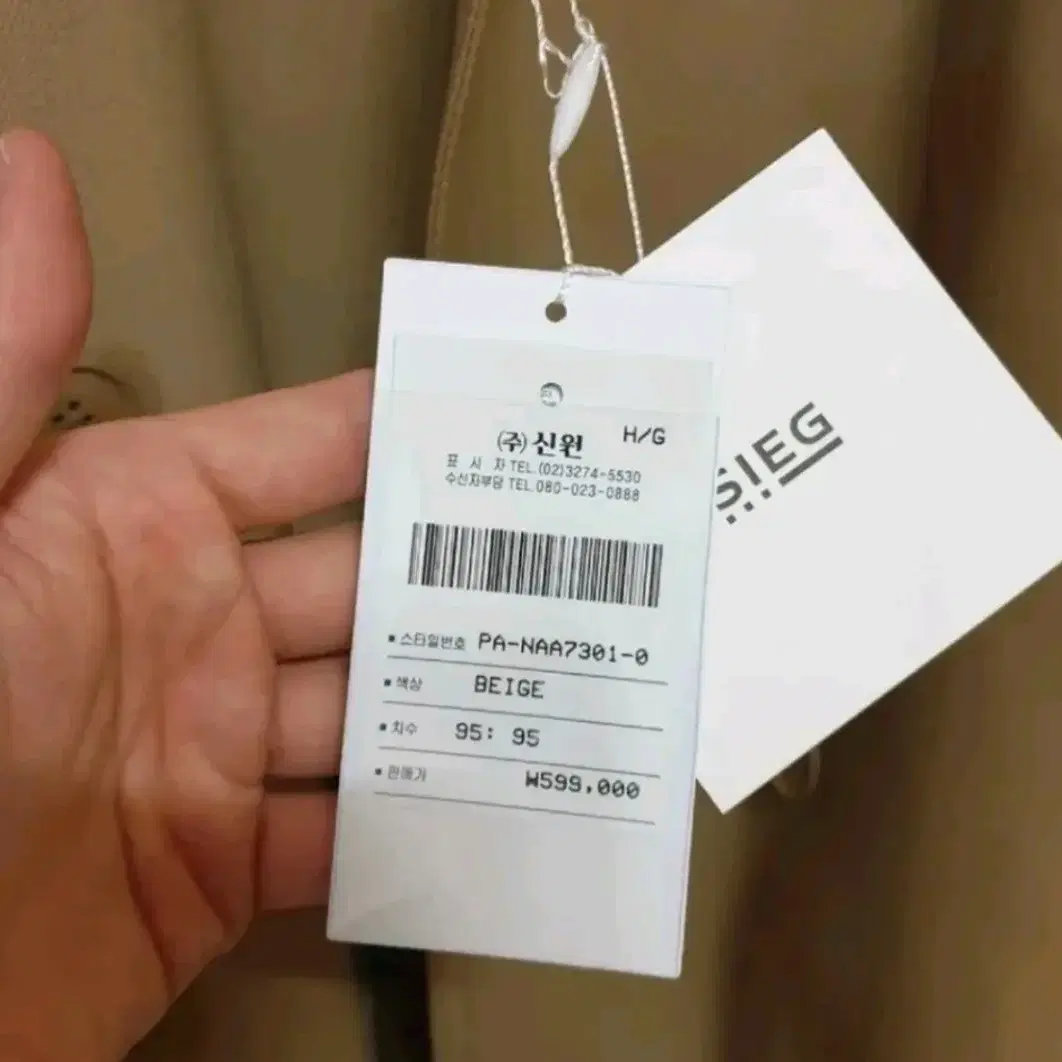 H/G
(주)신원
표 시 자 TEL.(02)3274-5530
수신자부담 TEL.080-023-0888
▪ 스타일번호 PA-NAA7301-0
▪ 색상 BEIGE
▪ 치수 95: 95
▪ 판매가 ₩599,000
SIEG